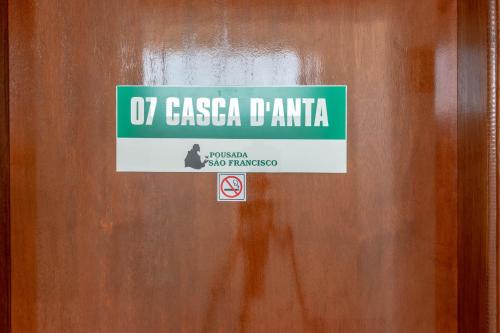 07 CASCA D'ANTA
POUSADA
SÃO FRANCISCO